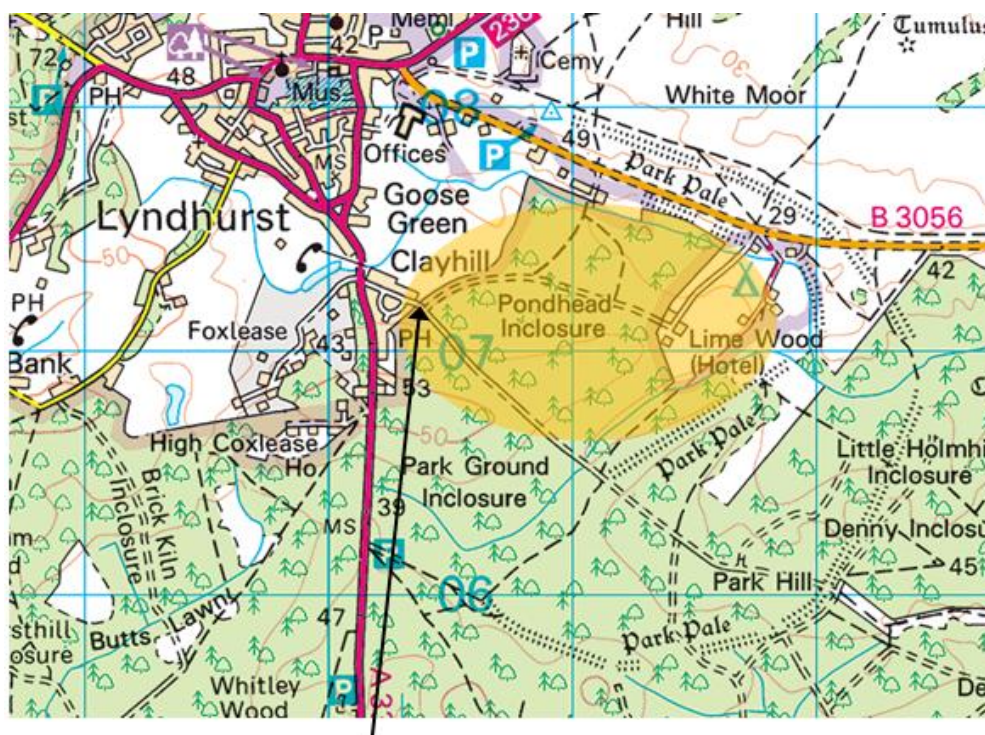 Meml
Hill
Tumulus
42
P
P
72
48
Mus
Cemy
PH
30
White Moor
08
MS
Offices
P
49
Park Pale
Goose
Green
Lyndhurst
29
B 3056
50
Clayhill
42
PH
Pondhead
Inclosure
Foxlease
43
PH
07
Lime Wood
(Hotel)
Bank
53
50
High Coxlease
Ho
Park Ground
Inclosure
Park Pale
Little Holmhi
Inclosure
Brick Kiln
Inclosure
39
MS
Denny Inclosu
H
45
Park Hill
06
Butts Lawn
47
Park Pale
Whitley
Wood
P
A 3
De